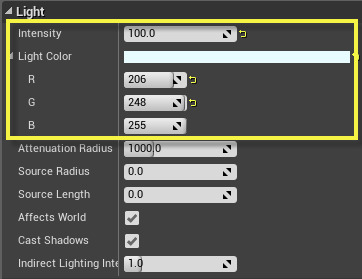 Light
Intensity 100.0
Light Color
R 206
G 248
B 255
Attenuation Radius 1000.0
Source Radius 0.0
Source Length 0.0
Affects World
Cast Shadows
Indirect Lighting Inte 1.0